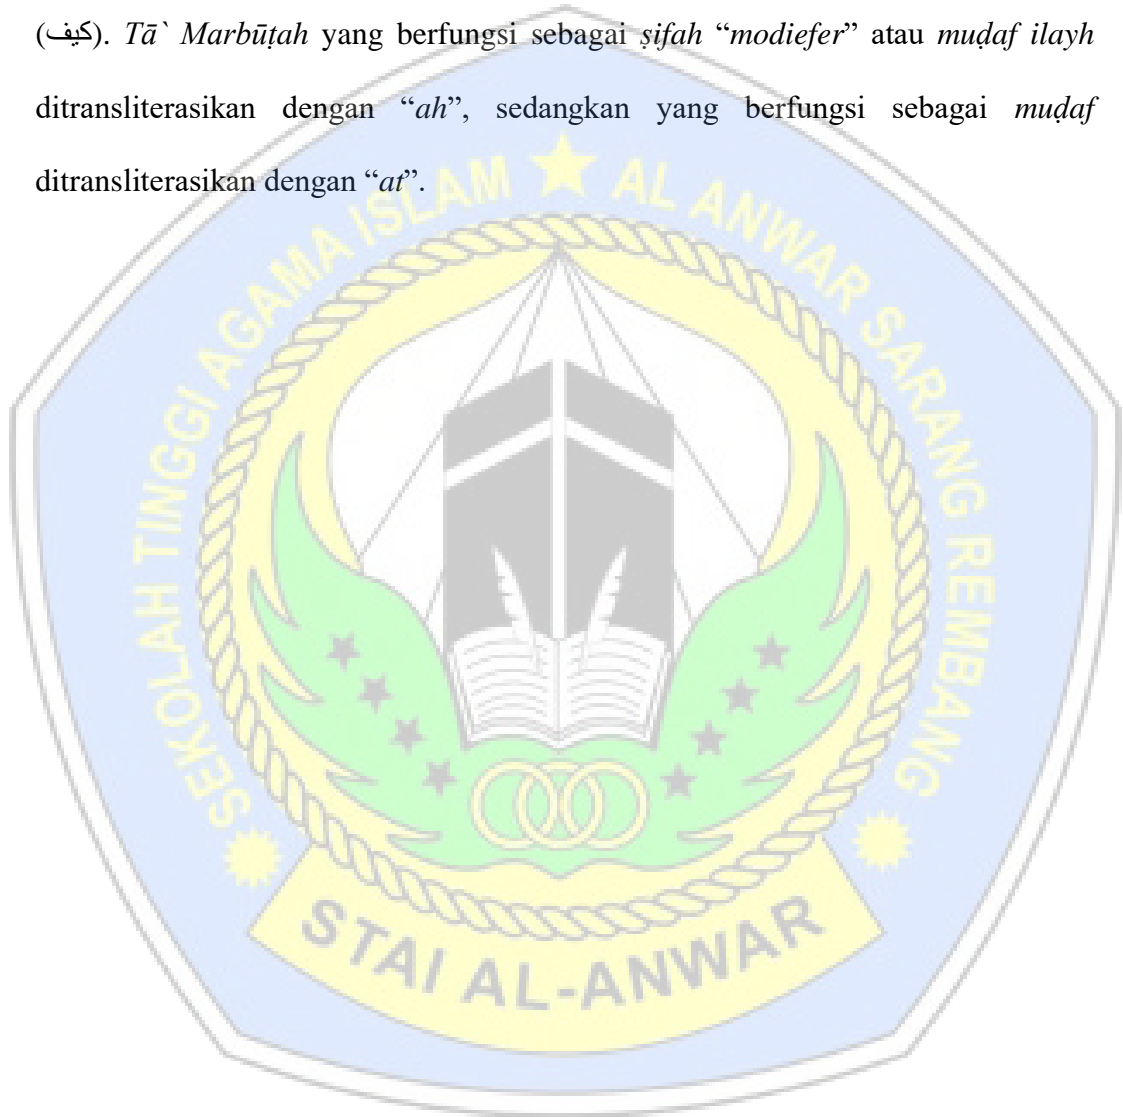 (كيف). Tā` Marbūṭah yang berfungsi sebagai ṣifah “modiefer” atau muḍaf ilayh
ditransliterasikan dengan “ah”, sedangkan yang berfungsi sebagai muḍaf
ditransliterasikan dengan “at”.
SEKOLAH TINGGI AGAMA ISLAM ★ AL ANWAR SARANG REMBANG
STAI AL-ANWAR